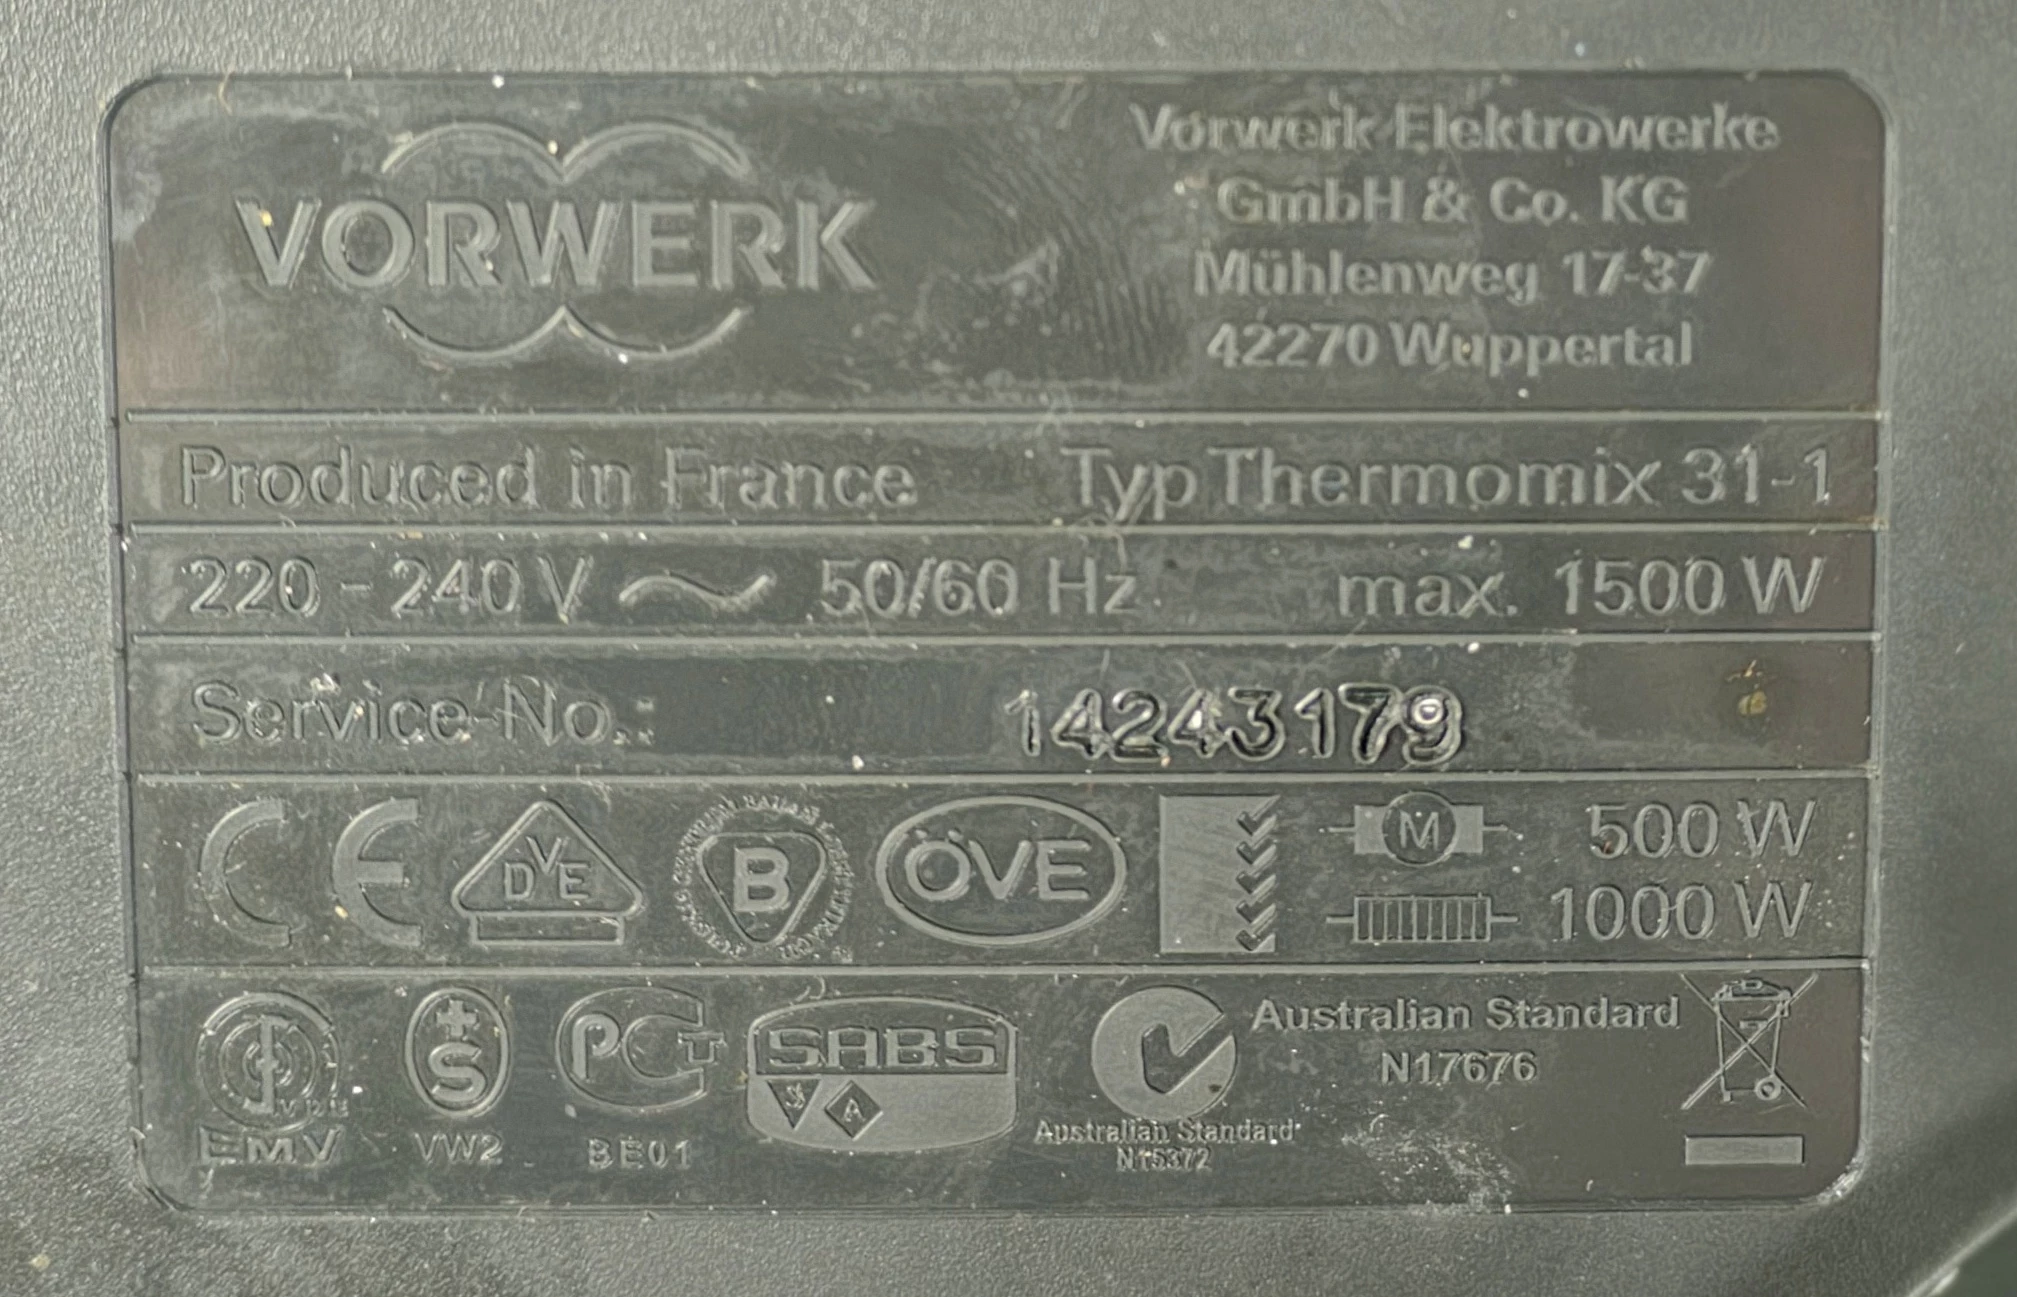 VORWERK
Vorwerk Elektrowerke
GmbH & Co. KG
Mühlenweg 17-37
42270 Wuppertal
Produced in France
Typ Thermomix 31-1
220 - 240 V ~ 50/60 Hz
max. 1500 W
Service-No.:
14243179
CE
DVE
B
ÖVE
M
500 W
1000 W
EMV
S
VW2
PCT
BE01
SABS
A
Australian Standard
N15372
Australian Standard
N17676